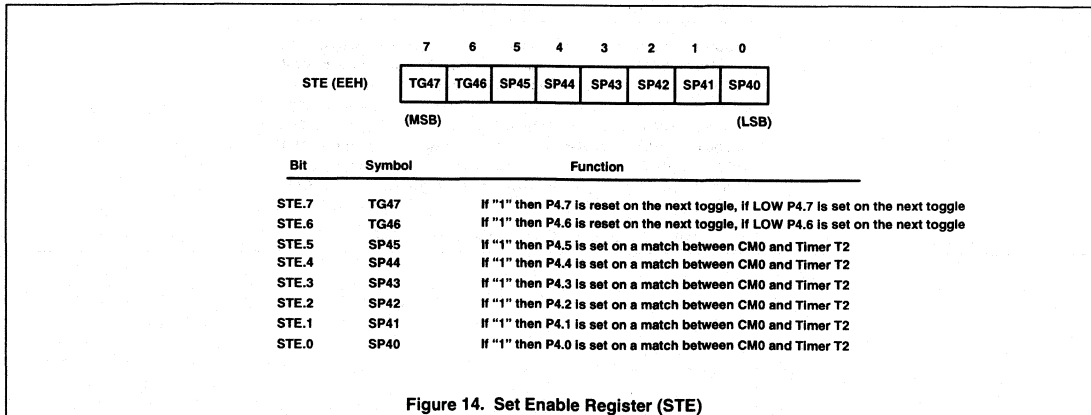 7 6 5 4 3 2 1 0
STE (EEH) TG47 TG46 SP45 SP44 SP43 SP42 SP41 SP40
(MSB) (LSB)
Bit Symbol Function
STE.7 TG47 If "1" then P4.7 is reset on the next toggle, if LOW P4.7 is set on the next toggle
STE.6 TG46 If "1" then P4.6 is reset on the next toggle, if LOW P4.6 is set on the next toggle
STE.5 SP45 If "1" then P4.5 is set on a match between CM0 and Timer T2
STE.4 SP44 If "1" then P4.4 is set on a match between CM0 and Timer T2
STE.3 SP43 If "1" then P4.3 is set on a match between CM0 and Timer T2
STE.2 SP42 If "1" then P4.2 is set on a match between CM0 and Timer T2
STE.1 SP41 If "1" then P4.1 is set on a match between CM0 and Timer T2
STE.0 SP40 If "1" then P4.0 is set on a match between CM0 and Timer T2
Figure 14. Set Enable Register (STE)